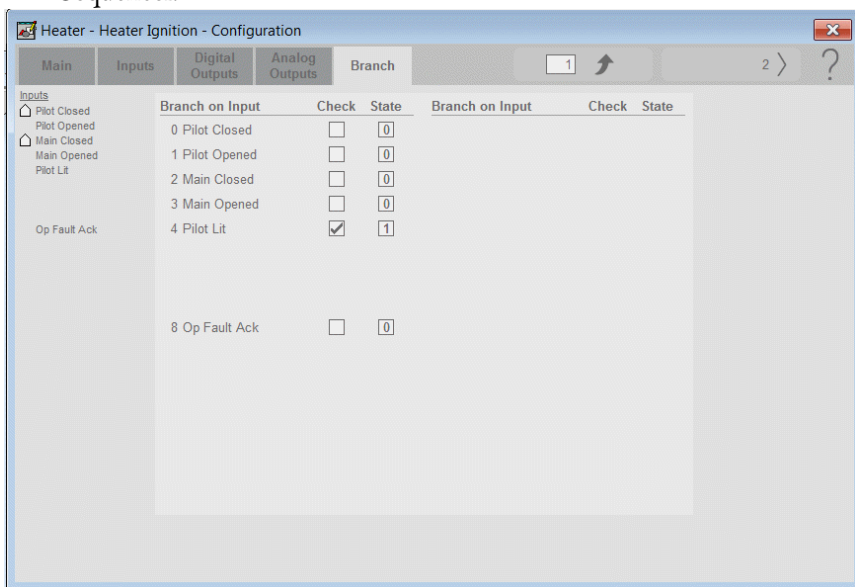 Heater - Heater Ignition - Configuration
Main Inputs Digital Outputs Analog Outputs Branch 1 2 ?
Inputs
Pilot Closed
Pilot Opened
Main Closed
Main Opened
Pilot Lit
Op Fault Ack
Branch on Input Check State Branch on Input Check State
0 Pilot Closed 0
1 Pilot Opened 0
2 Main Closed 0
3 Main Opened 0
4 Pilot Lit 1
8 Op Fault Ack 0